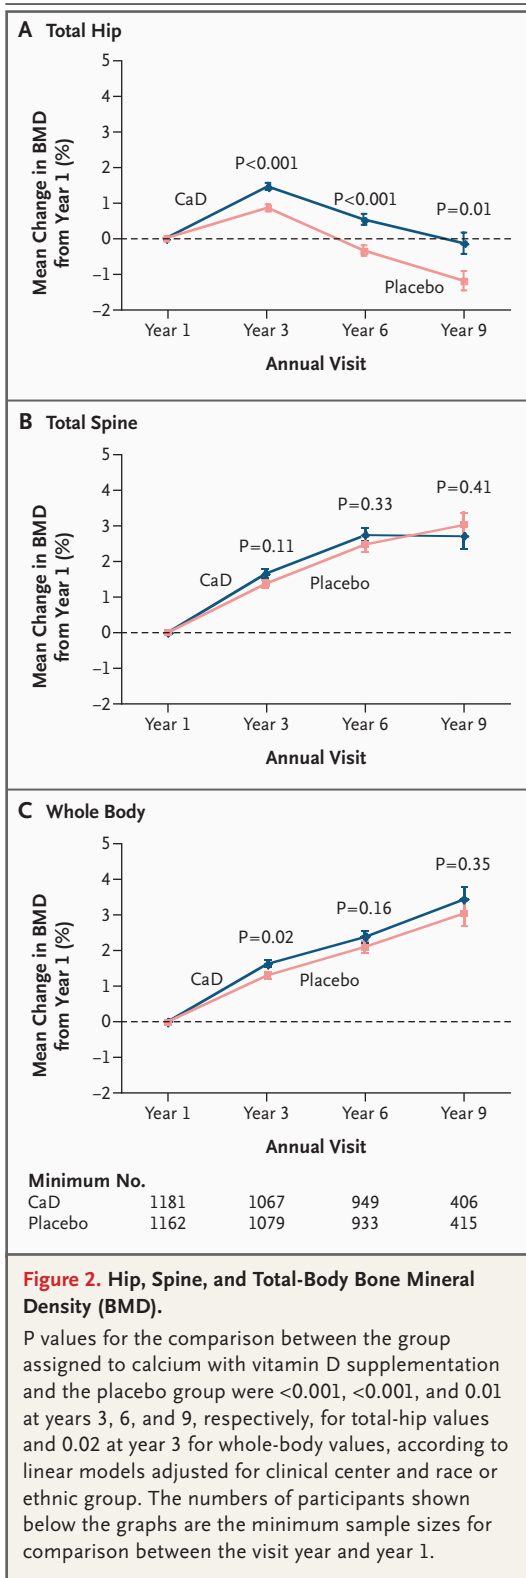 A Total Hip
Mean Change in BMD
from Year 1 (%)
5
4
3
2
1
0
−1
−2
CaD
P<0.001
P<0.001
P=0.01
Placebo
Year 1 Year 3 Year 6 Year 9
Annual Visit
B Total Spine
Mean Change in BMD
from Year 1 (%)
5
4
3
2
1
0
−1
−2
CaD
P=0.11
P=0.33
P=0.41
Placebo
Year 1 Year 3 Year 6 Year 9
Annual Visit
C Whole Body
Mean Change in BMD
from Year 1 (%)
5
4
3
2
1
0
−1
−2
CaD
P=0.02
P=0.16
P=0.35
Placebo
Year 1 Year 3 Year 6 Year 9
Annual Visit
Minimum No.
CaD 1181 1067 949 406
Placebo 1162 1079 933 415
Figure 2. Hip, Spine, and Total-Body Bone Mineral
Density (BMD).
P values for the comparison between the group
assigned to calcium with vitamin D supplementation
and the placebo group were <0.001, <0.001, and 0.01
at years 3, 6, and 9, respectively, for total-hip values
and 0.02 at year 3 for whole-body values, according to
linear models adjusted for clinical center and race or
ethnic group. The numbers of participants shown
below the graphs are the minimum sample sizes for
comparison between the visit year and year 1.